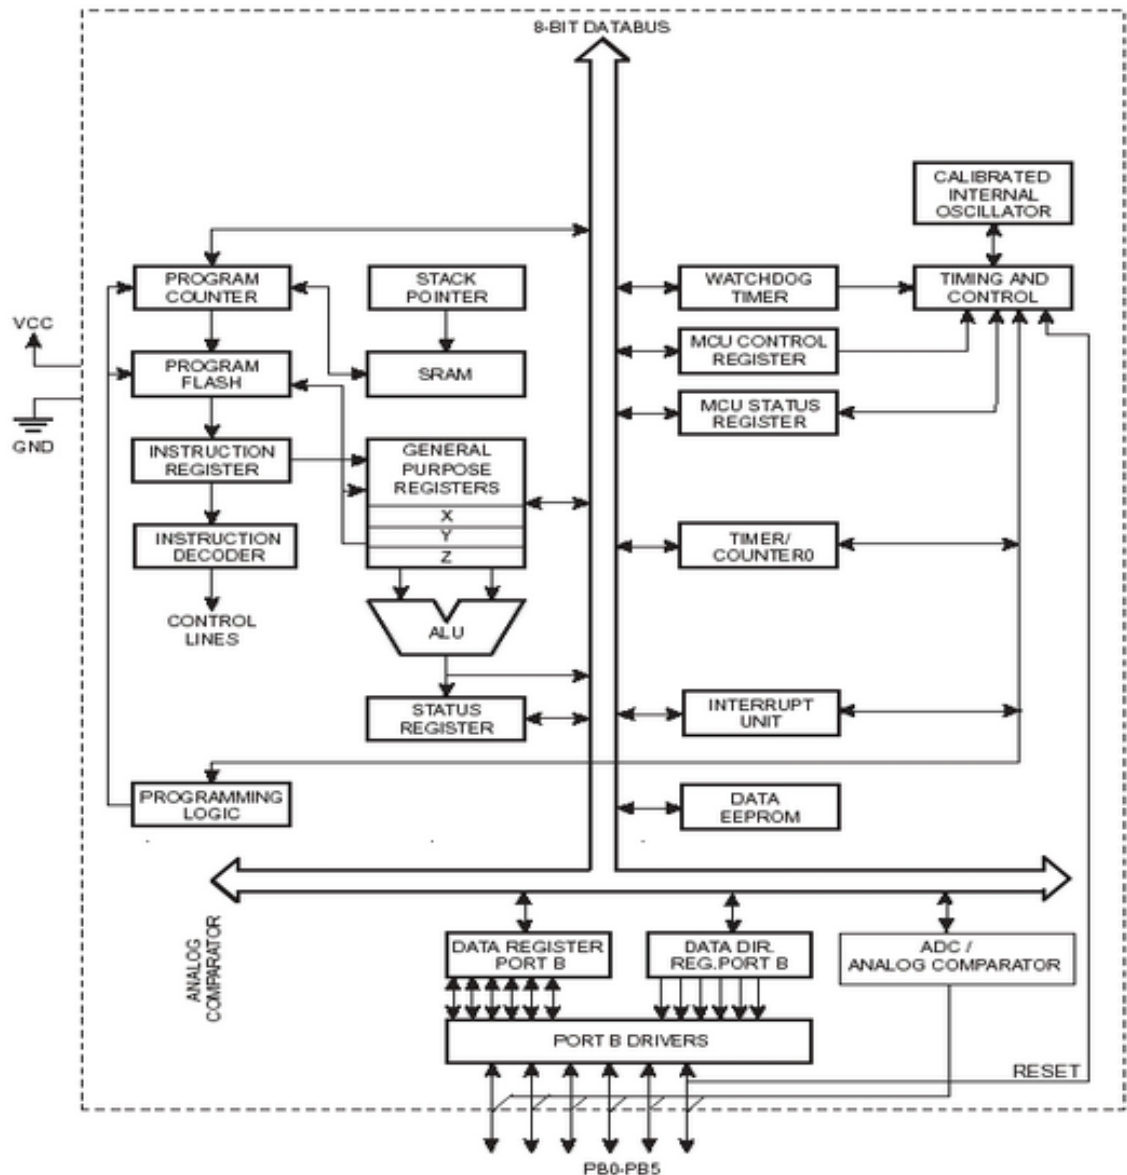 8-BIT DATABUS
CALIBRATED
INTERNAL
OSCILLATOR
PROGRAM
COUNTER
STACK
POINTER
WATCHDOG
TIMER
TIMING AND
CONTROL
VCC
GND
PROGRAM
FLASH
SRAM
MCU CONTROL
REGISTER
MCU STATUS
REGISTER
INSTRUCTION
REGISTER
GENERAL
PURPOSE
REGISTERS
X
Y
Z
INSTRUCTION
DECODER
TIMER/
COUNTER0
CONTROL
LINES
ALU
STATUS
REGISTER
INTERRUPT
UNIT
PROGRAMMING
LOGIC
DATA
EEPROM
ANALOG
COMPARATOR
DATA REGISTER
PORT B
DATA DIR.
REG.PORT B
ADC /
ANALOG COMPARATOR
PORT B DRIVERS
RESET
PB0-PB5